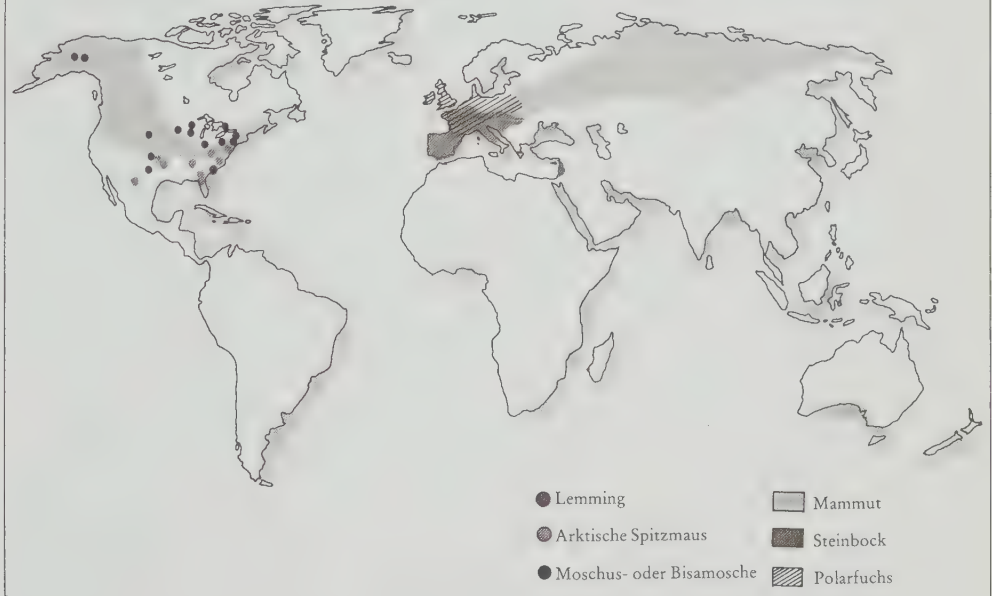 Lemming
Arktische Spitzmaus
Moschus- oder Bisamosche
Mammut
Steinbock
Polarfuchs